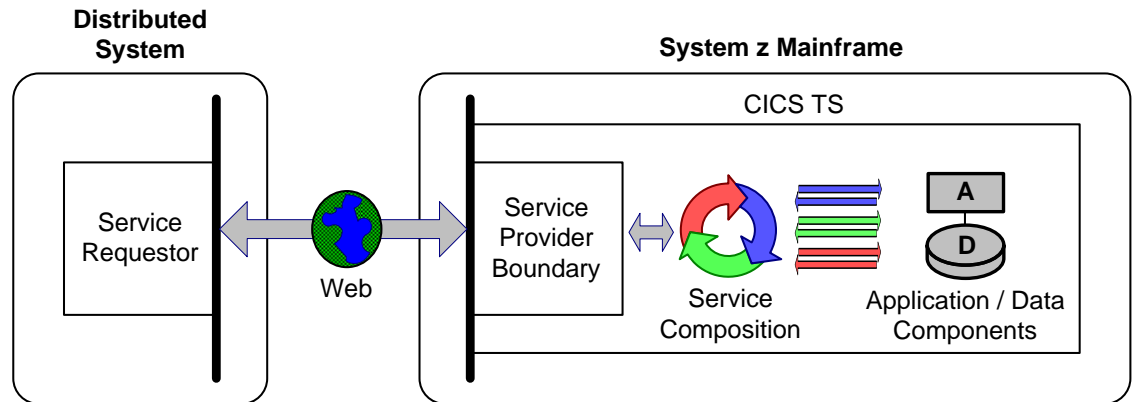 Distributed
System
System z Mainframe
CICS TS
Service
Requestor
Web
Service
Provider
Boundary
Service
Composition
A
D
Application / Data
Components